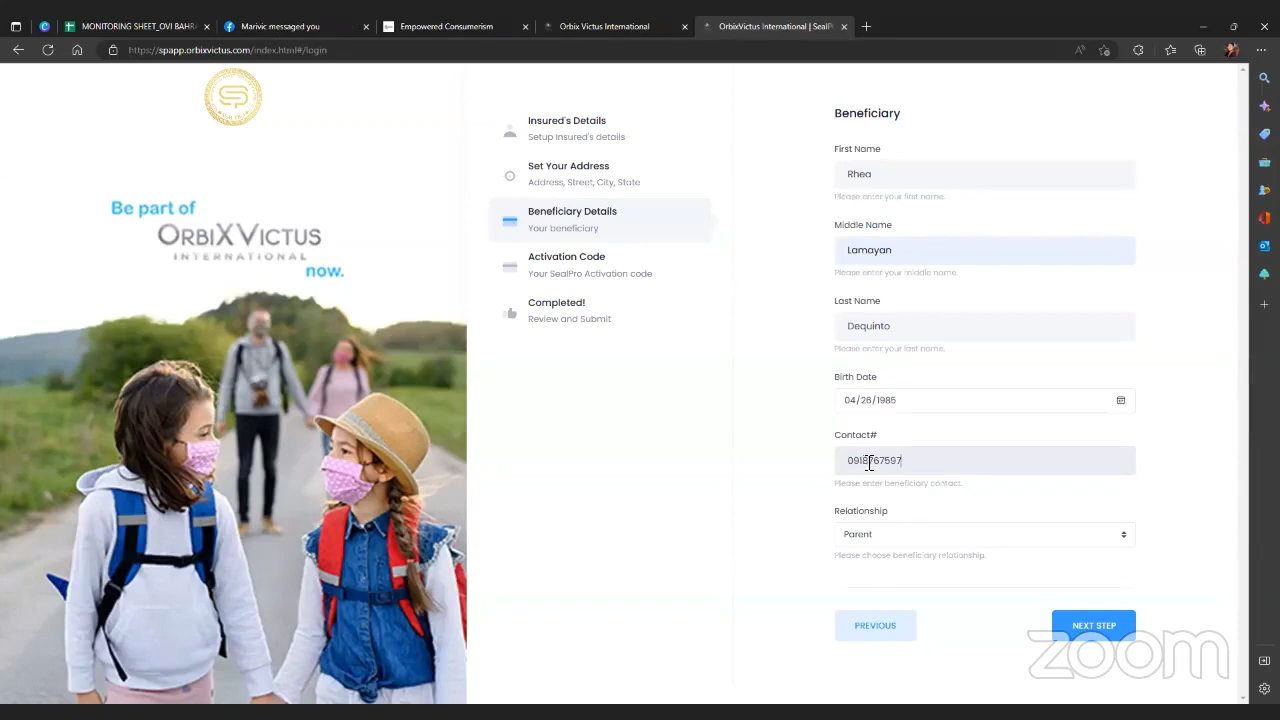 MONITORING SHEET_OVI BAHR
Marivic messaged you
Empowered Consumerism
Orbix Victus International
OrbixVictus International | SealP
https://spapp.orbixvictus.com/index.html#/login
Be part of
ORBIXVICTUS
INTERNATIONAL
now.
Insured's Details
Setup Insured's details
Set Your Address
Address, Street, City, State
Beneficiary Details
Your beneficiary
Activation Code
Your SealPro Activation code
Completed!
Review and Submit
Beneficiary
First Name
Rhea
Please enter your first name.
Middle Name
Lamayan
Please enter your middle name.
Last Name
Dequinto
Please enter your last name.
Birth Date
04/26/1985
Contact#
0918767597
Please enter beneficiary contact.
Relationship
Parent
Please choose beneficiary relationship.
PREVIOUS
NEXT STEP
zoom